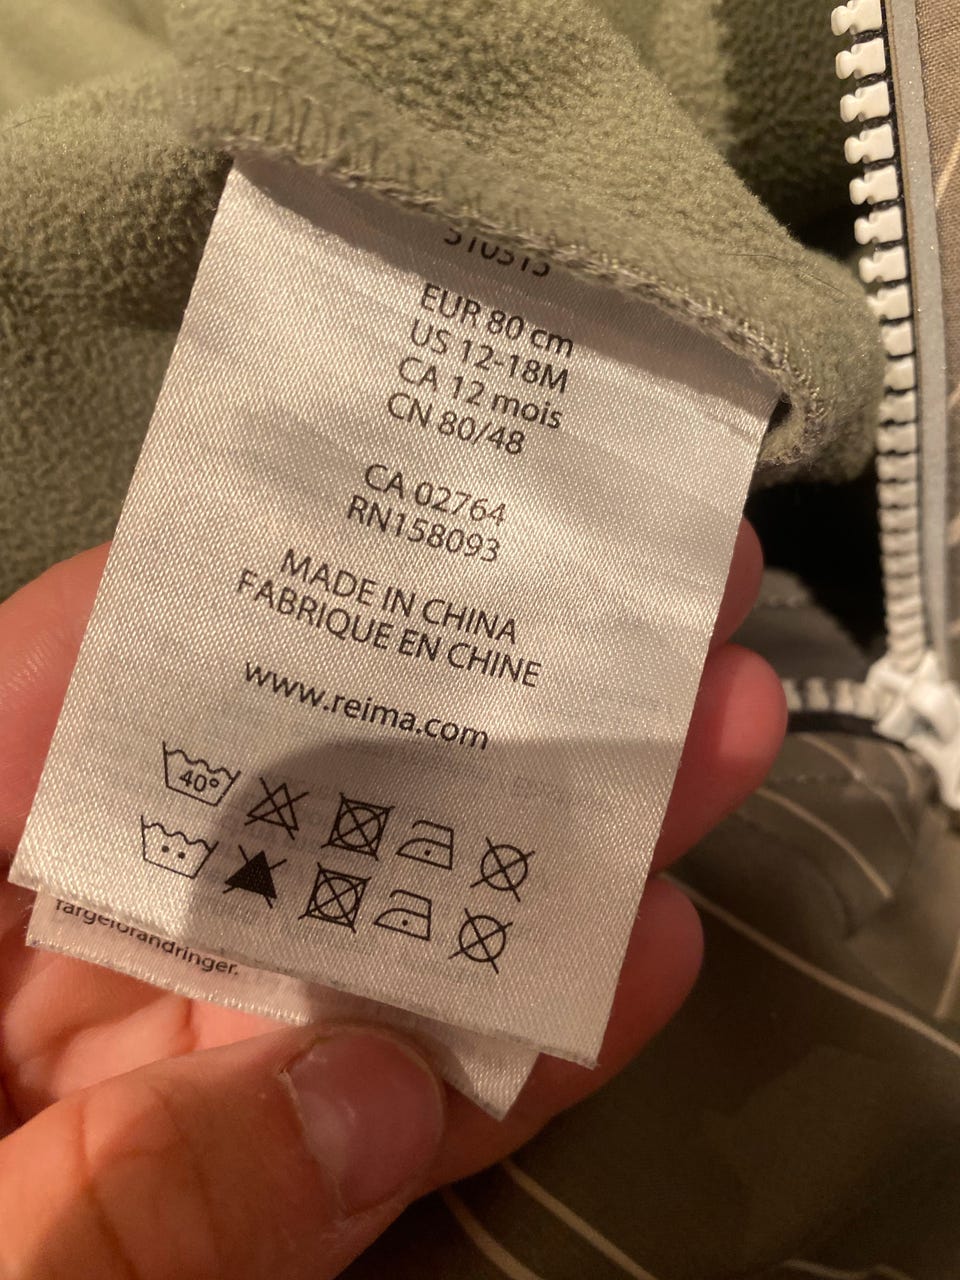 510315
EUR 80 cm
US 12-18M
CA 12 mois
CN 80/48
CA 02764
RN158093
MADE IN CHINA
FABRIQUE EN CHINE
www.reima.com
40°
fargeforandringer.